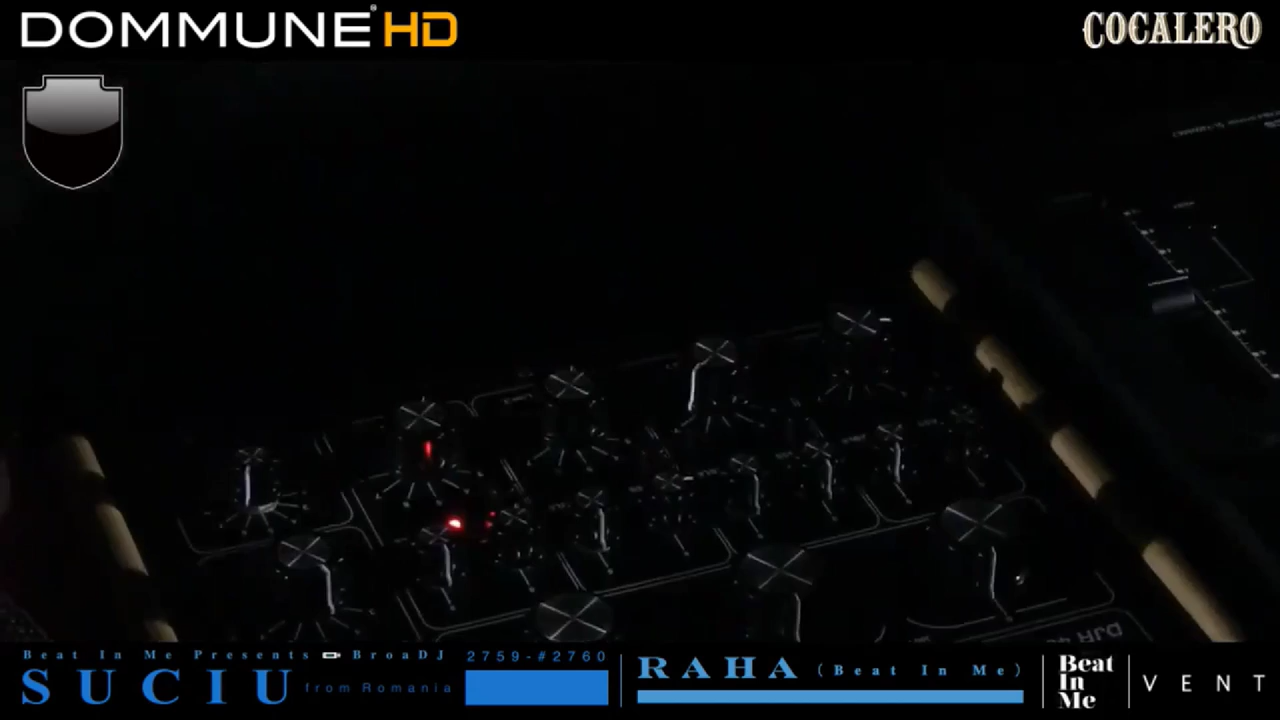 DOMMUNE HD
COCALERO
Beat In Me Presents BroaDJ 2759-#2760
SUCIU from Romania
RAHA (Beat In Me)
Beat
In
Me
VENT